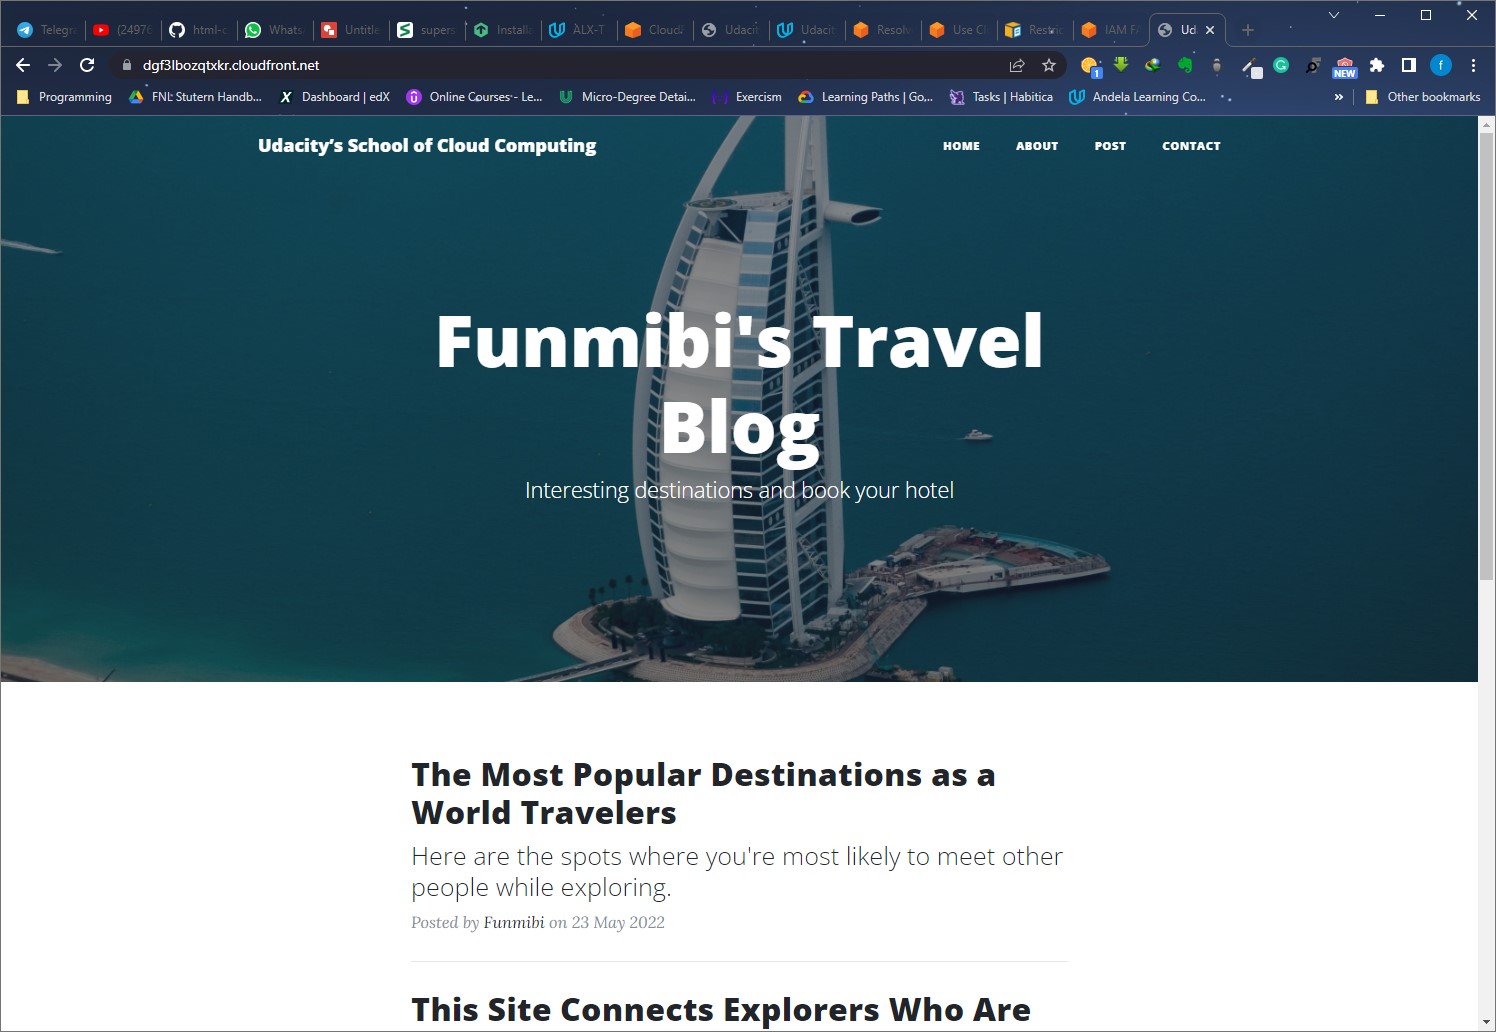 Telegr
(24976
html-c
Whats
Untitle
supers
Install
ALX-T
Cloud
Udacit
Udacit
Resolv
Use Cl
Restric
IAM
Ud
dgf3lbozqtxkr.cloudfront.net
1
NEW
f
Programming
FNL: Stutern Handb...
Dashboard | edX
Online Courses - Le...
Micro-Degree Detai...
Exercism
Learning Paths | Go...
Tasks | Habitica
Andela Learning Co...
»
Other bookmarks
Udacity's School of Cloud Computing
HOME
ABOUT
POST
CONTACT
Funmibi's Travel
Blog
Interesting destinations and book your hotel
The Most Popular Destinations as a
World Travelers
Here are the spots where you're most likely to meet other
people while exploring.
Posted by Funmibi on 23 May 2022
This Site Connects Explorers Who Are